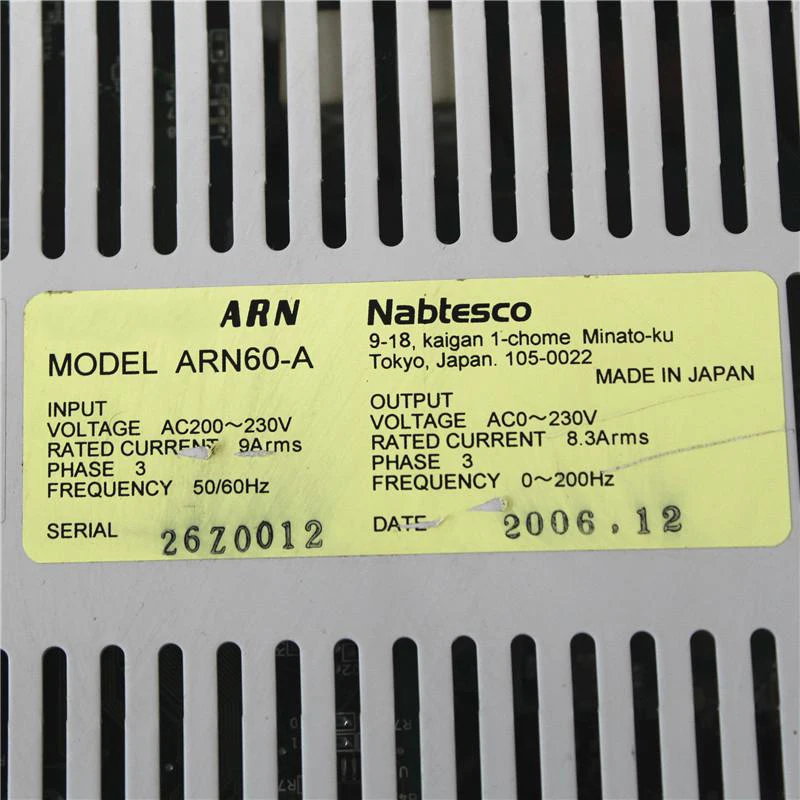 ARN Nabtesco
9-18, kaigan 1-chome Minato-ku
MODEL ARN60-A
Tokyo, Japan. 105-0022
MADE IN JAPAN
INPUT
VOLTAGE AC200~230V
RATED CURRENT 9Arms
PHASE 3
FREQUENCY 50/60Hz
OUTPUT
VOLTAGE AC0~230V
RATED CURRENT 8.3Arms
PHASE 3
FREQUENCY 0~200Hz
SERIAL 26Z0012
DATE 2006.12